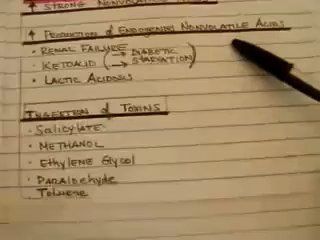 ↑ STRONG NONVOLATILE
↑ PRODUCTION of ENDOGENOUS NONVOLATILE ACIDS
· RENAL FAILURE
· KETOACID (→ DIABETE
→ STARVATION)
· LACTIC ACIDOSIS
INGESTION of TOXINS
· Salicylate
· METHANOL
· Ethylene Glycol
· PARAldehyde
· Toluene